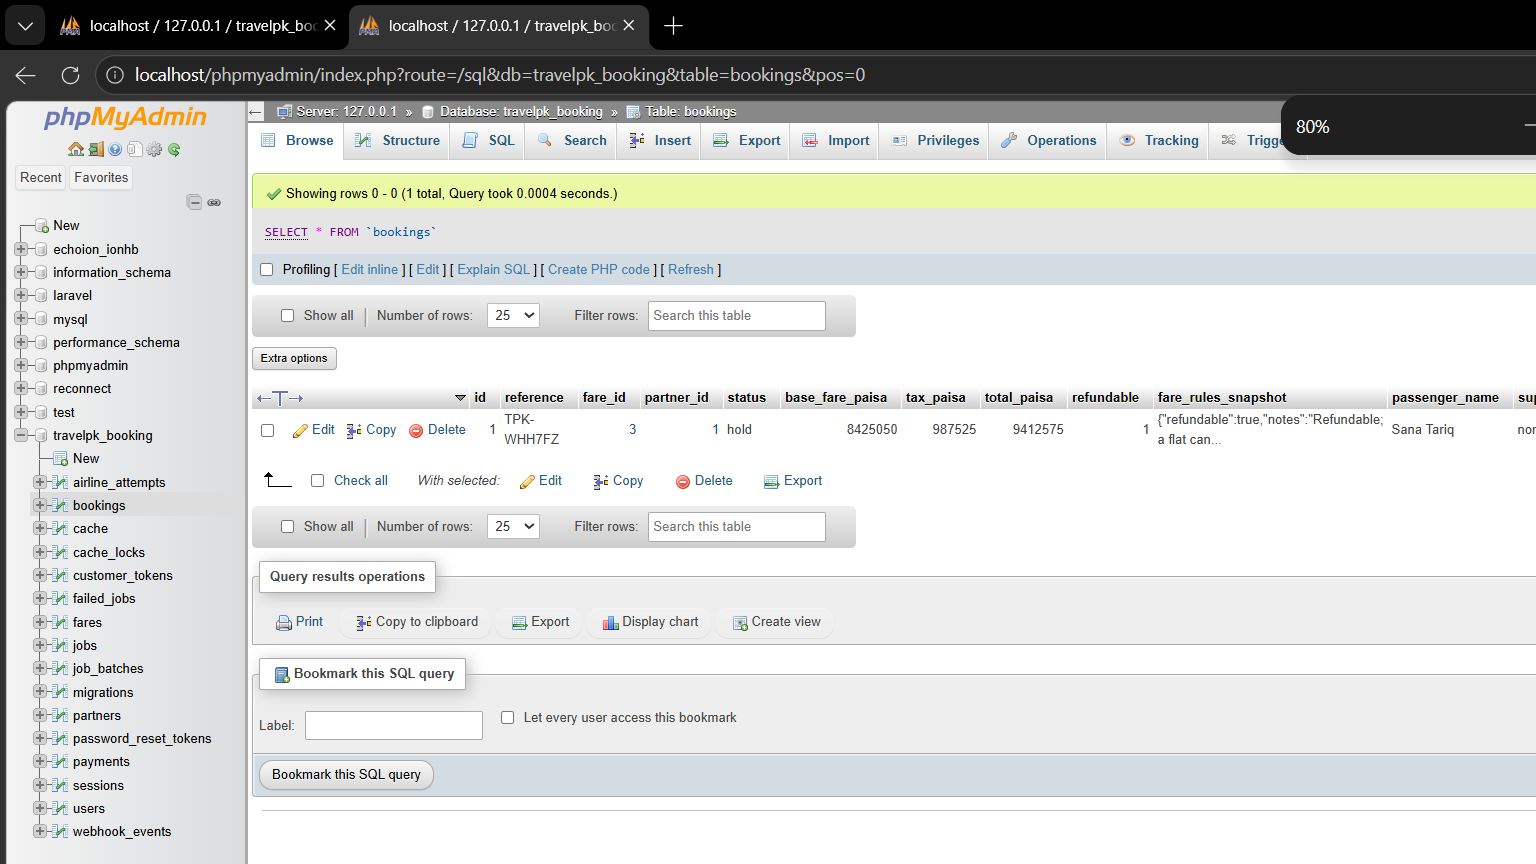 localhost / 127.0.0.1 / travelpk_boo
localhost / 127.0.0.1 / travelpk_boo
localhost/phpmyadmin/index.php?route=/sql&db=travelpk_booking&table=bookings&pos=0
80%
phpMyAdmin
Recent Favorites
New
echoion_ionhb
information_schema
laravel
mysql
performance_schema
phpmyadmin
reconnect
test
travelpk_booking
New
airline_attempts
bookings
cache
cache_locks
customer_tokens
failed_jobs
fares
jobs
job_batches
migrations
partners
password_reset_tokens
payments
sessions
users
webhook_events
Server: 127.0.0.1 » Database: travelpk_booking » Table: bookings
Browse Structure SQL Search Insert Export Import Privileges Operations Tracking Trigge
Showing rows 0 - 0 (1 total, Query took 0.0004 seconds.)
SELECT * FROM `bookings`
Profiling [ Edit inline ] [ Edit ] [ Explain SQL ] [ Create PHP code ] [ Refresh ]
Show all | Number of rows: 25 Filter rows: Search this table
Extra options
id reference fare_id partner_id status base_fare_paisa tax_paisa total_paisa refundable fare_rules_snapshot passenger_name sup
Edit Copy Delete 1 TPK-WHH7FZ 3 1 hold 8425050 987525 9412575 1 {"refundable":true,"notes":"Refundable; a flat can... Sana Tariq nor
Check all With selected: Edit Copy Delete Export
Show all | Number of rows: 25 Filter rows: Search this table
Query results operations
Print Copy to clipboard Export Display chart Create view
Bookmark this SQL query
Label: Let every user access this bookmark
Bookmark this SQL query